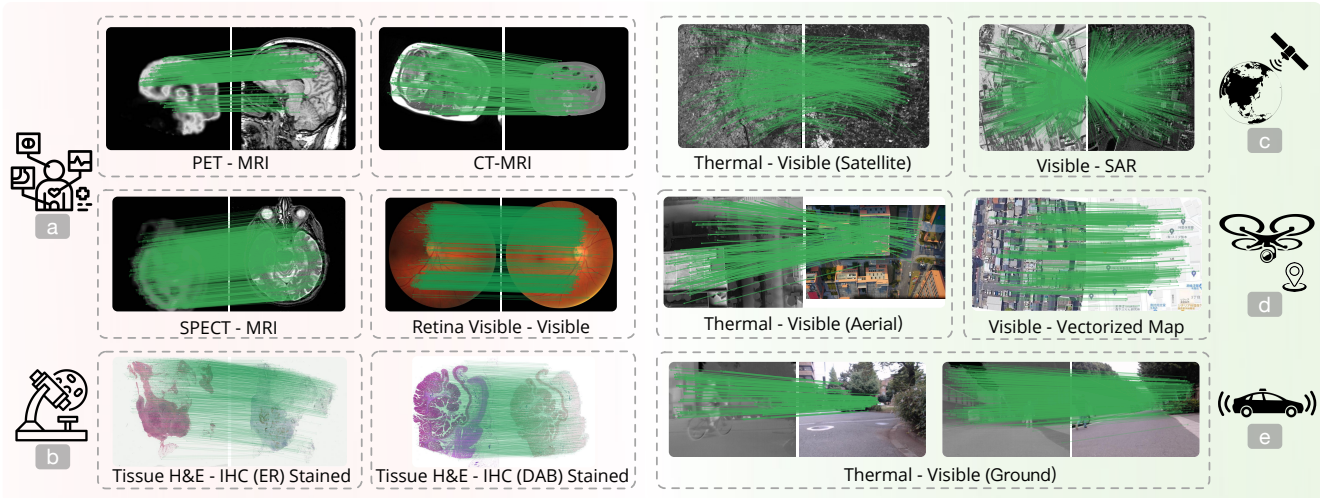 PET - MRI
CT-MRI
Thermal - Visible (Satellite)
Visible - SAR
c
a
SPECT - MRI
Retina Visible - Visible
Thermal - Visible (Aerial)
Visible - Vectorized Map
d
b
Tissue H&E - IHC (ER) Stained
Tissue H&E - IHC (DAB) Stained
Thermal - Visible (Ground)
e